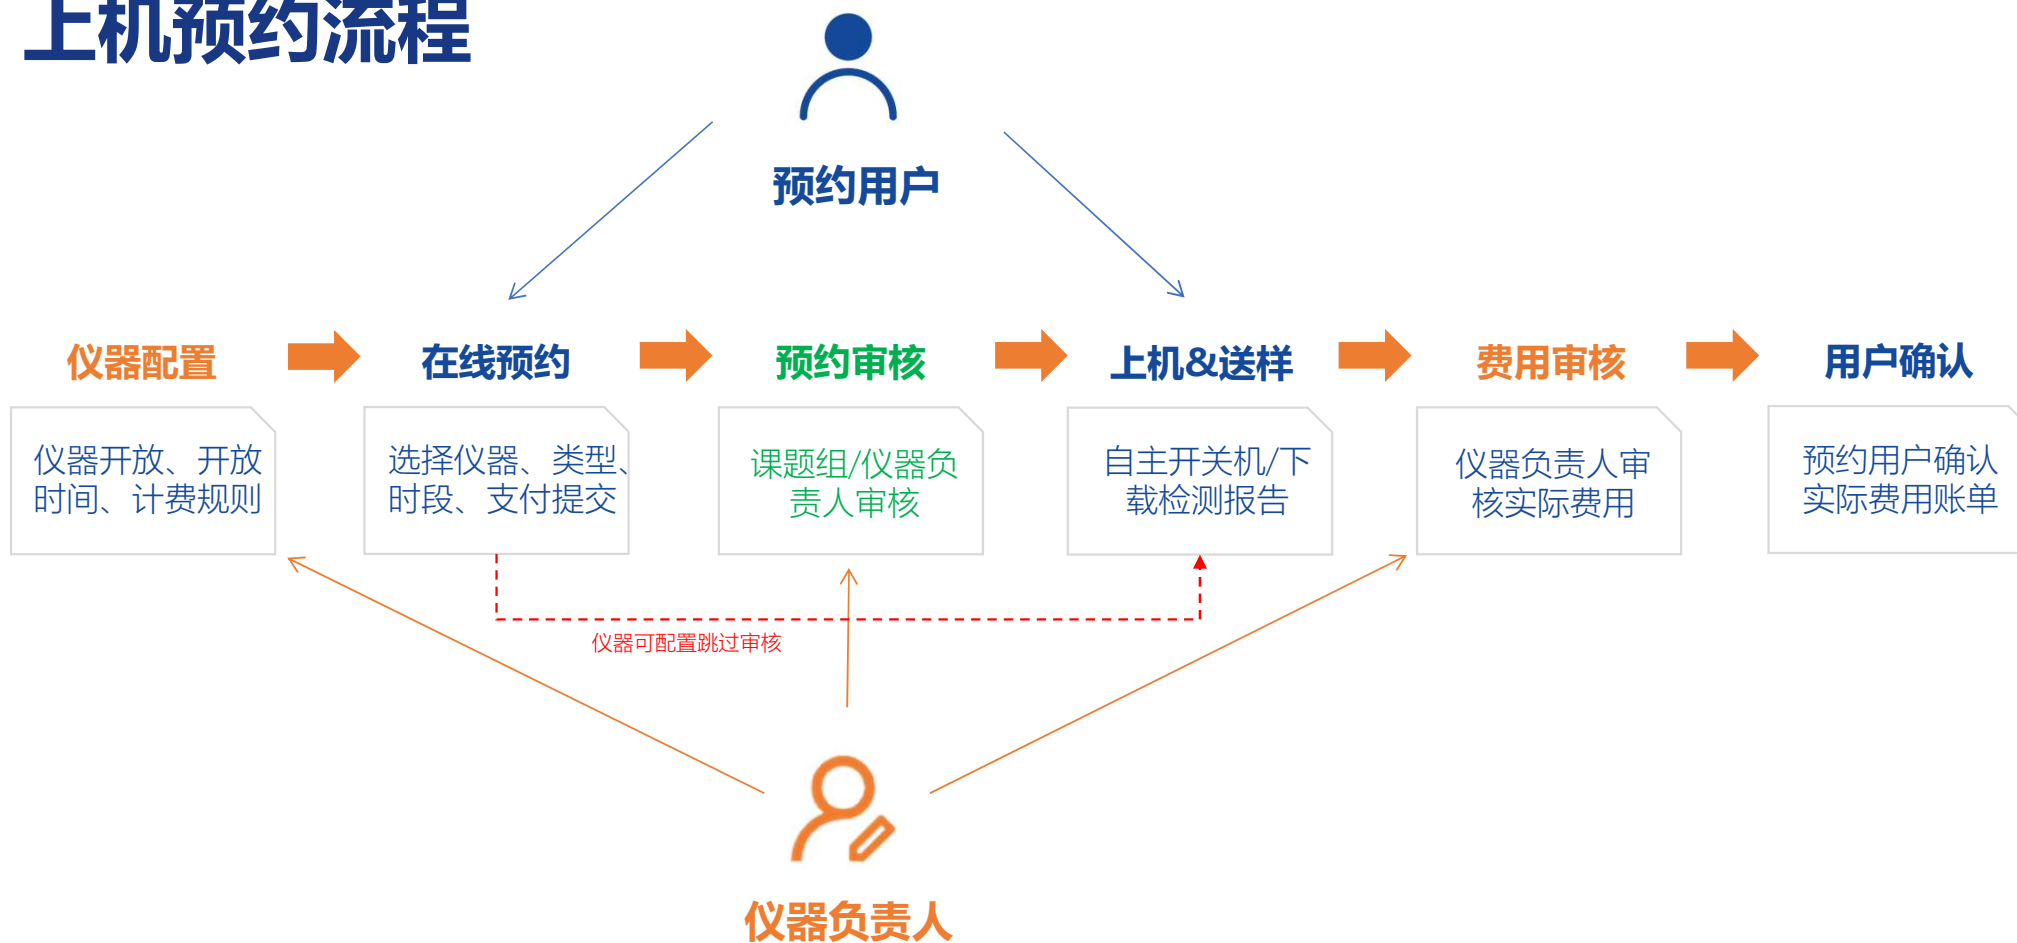 上机预约流程
预约用户
仪器配置
在线预约
预约审核
上机&送样
费用审核
用户确认
仪器开放、开放
时间、计费规则
选择仪器、类型、
时段、支付提交
课题组/仪器负
责人审核
自主开关机/下
载检测报告
仪器负责人审
核实际费用
预约用户确认
实际费用账单
仪器可配置跳过审核
仪器负责人